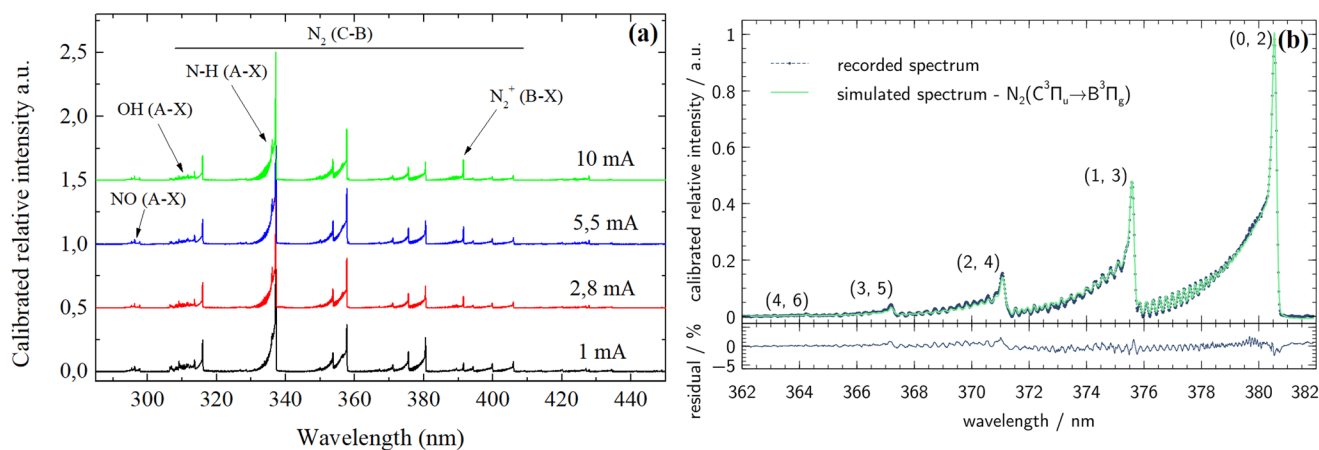 (a)
N₂ (C-B)
N-H (A-X)
OH (A-X)
NO (A-X)
N₂⁺ (B-X)
10 mA
5,5 mA
2,8 mA
1 mA
Calibrated relative intensity a.u.
2,5
2,0
1,5
1,0
0,5
0,0
300 320 340 360 380 400 420 440
Wavelength (nm)
(b)
recorded spectrum
simulated spectrum - N₂(C³Πᵤ→B³Π_g)
(0, 2)
(1, 3)
(2, 4)
(3, 5)
(4, 6)
calibrated relative intensity / a.u.
1
0.8
0.6
0.4
0.2
0
residual / %
0
−5
362 364 366 368 370 372 374 376 378 380 382
wavelength / nm